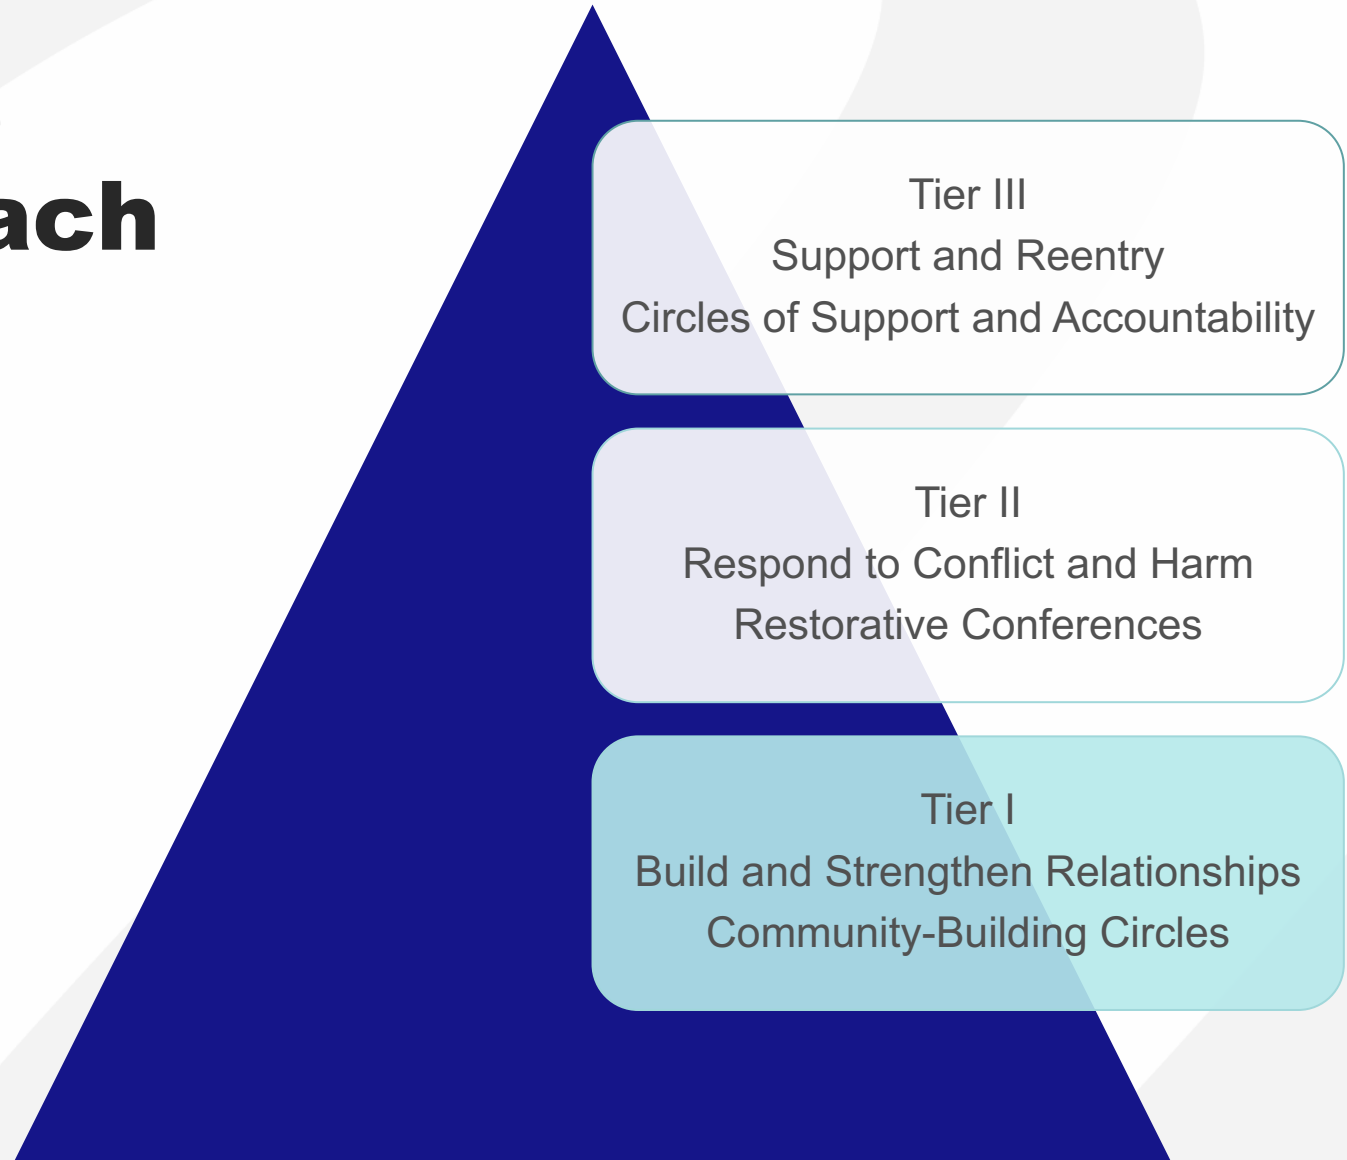 ach
Tier III
Support and Reentry
Circles of Support and Accountability
Tier II
Respond to Conflict and Harm
Restorative Conferences
Tier I
Build and Strengthen Relationships
Community-Building Circles